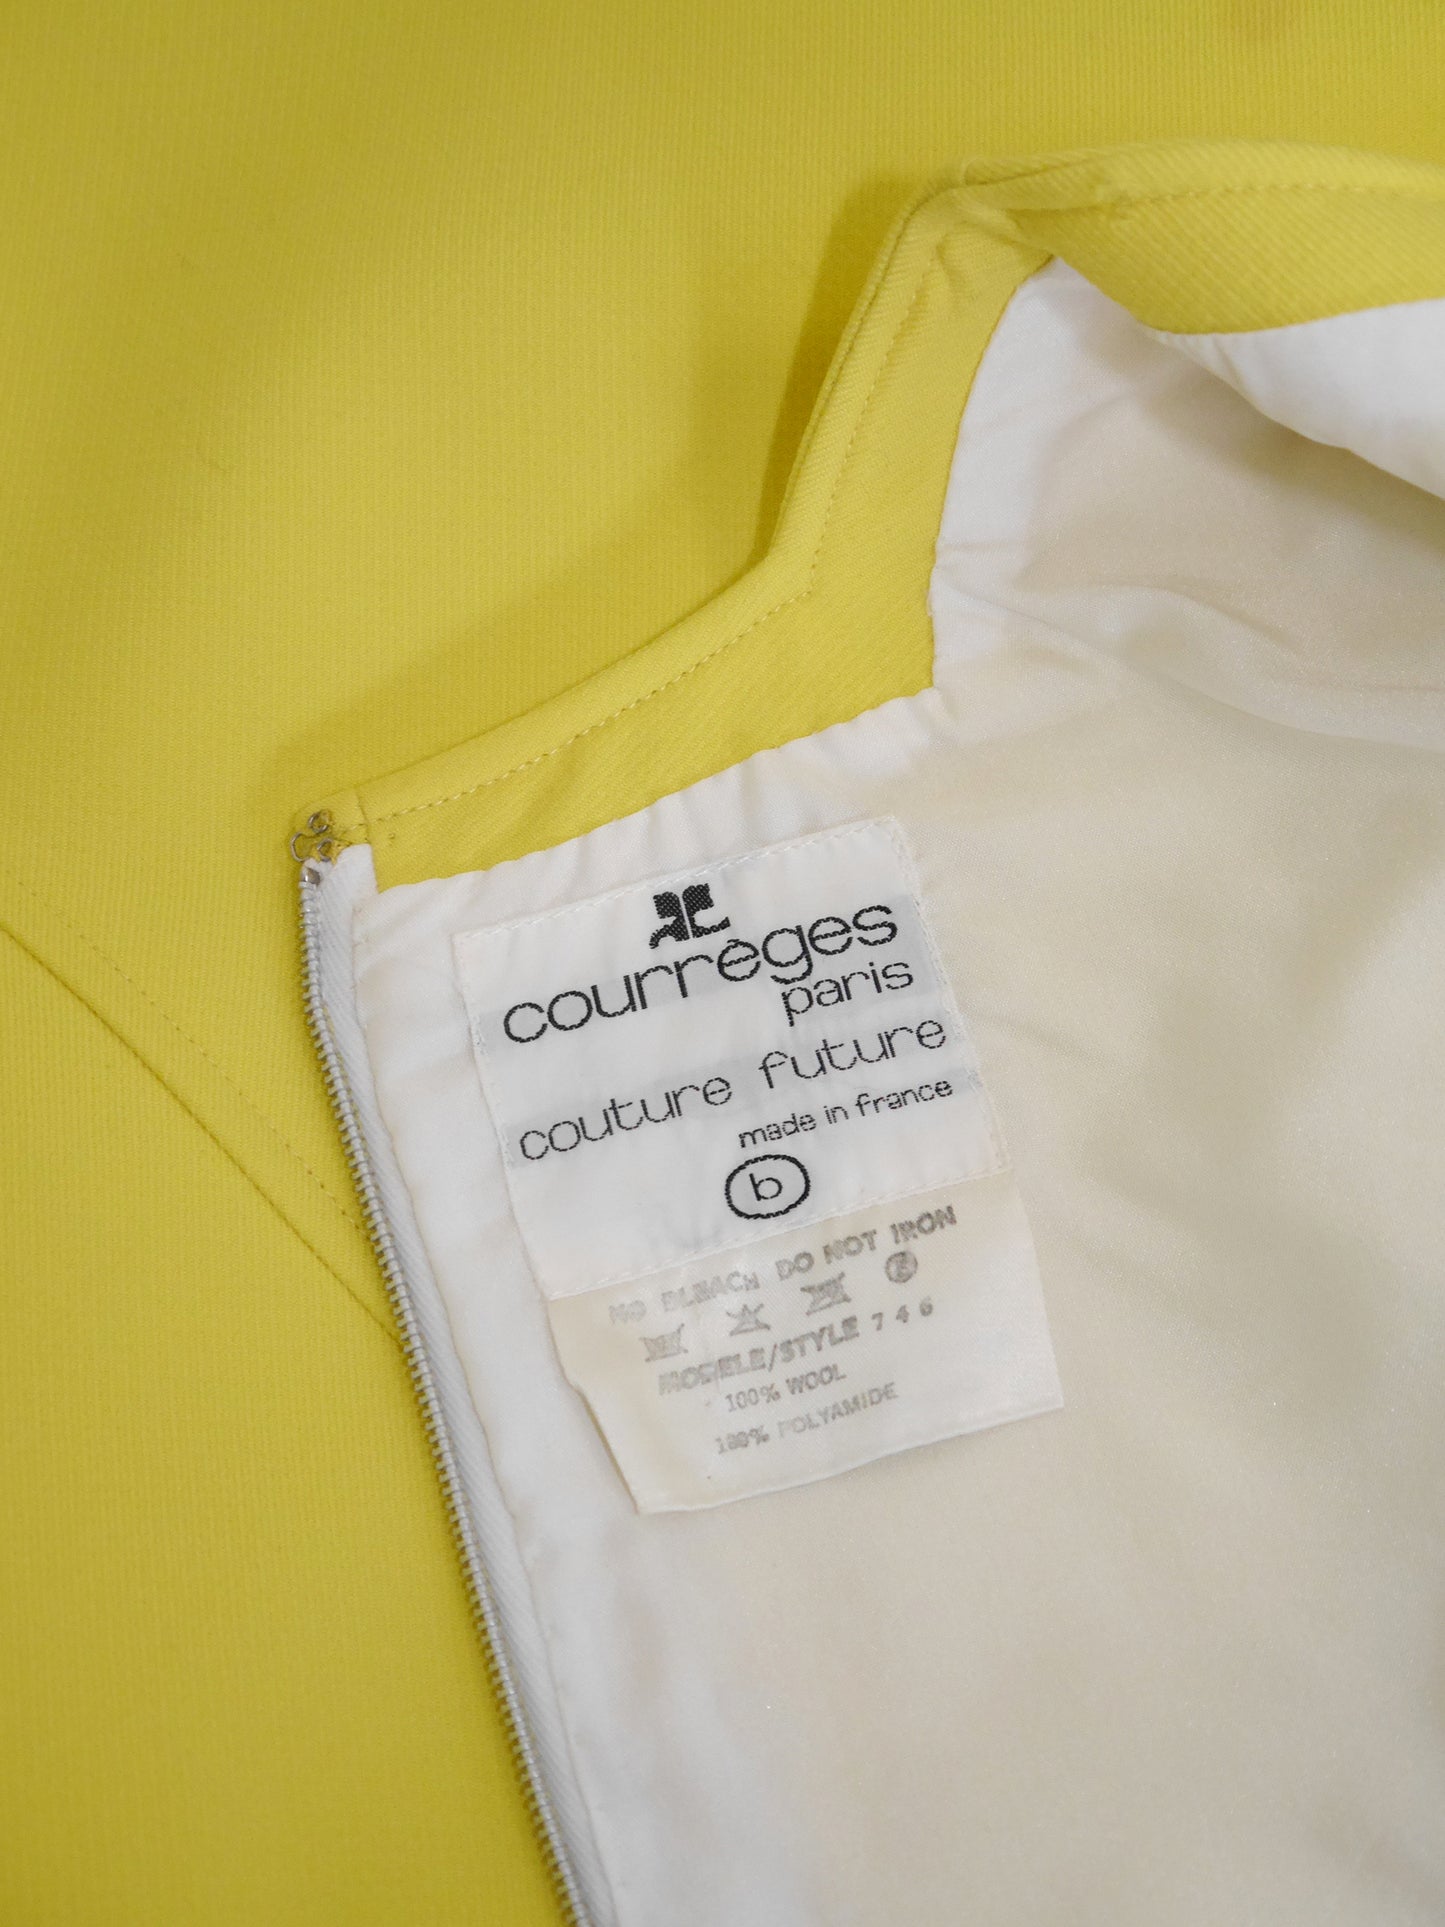 courrèges
paris
couture future
made in france
b
NO BLEACH DO NOT IRON
MODELE/STYLE 746
100% WOOL
100% POLYAMIDE